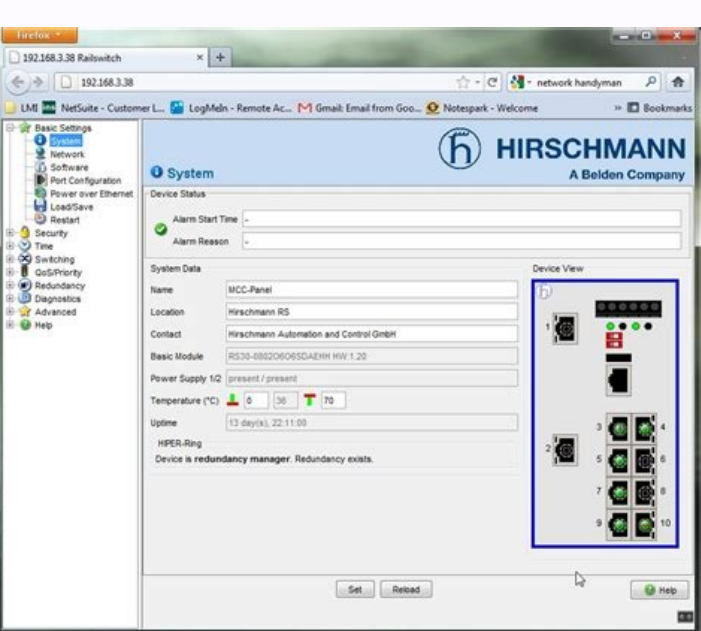 Firefox
192.168.3.38 Railswitch
192.168.3.38
network handyman
LMI
NetSuite - Customer L...
LogMeIn - Remote Ac...
Gmail: Email from Goo...
Notespark - Welcome
Bookmarks
Basic Settings
System
Network
Software
Port Configuration
Power over Ethernet
Load/Save
Restart
Security
Time
Switching
QoS/Priority
Redundancy
Diagnostics
Advanced
Help
System
HIRSCHMANN
A Belden Company
Device Status
Alarm Start Time -
Alarm Reason -
System Data
Name MCC-Panel
Location Hirschmann RS
Contact Hirschmann Automation and Control GmbH
Basic Module
Power Supply 1/2 present / present
Temperature (°C) 0 36 70
Uptime 13 day(s), 22:11:00
HIPER-Ring
Device is redundancy manager. Redundancy exists.
Device View
1
2
3 4
5 6
7 8
9 10
Set
Reload
Help